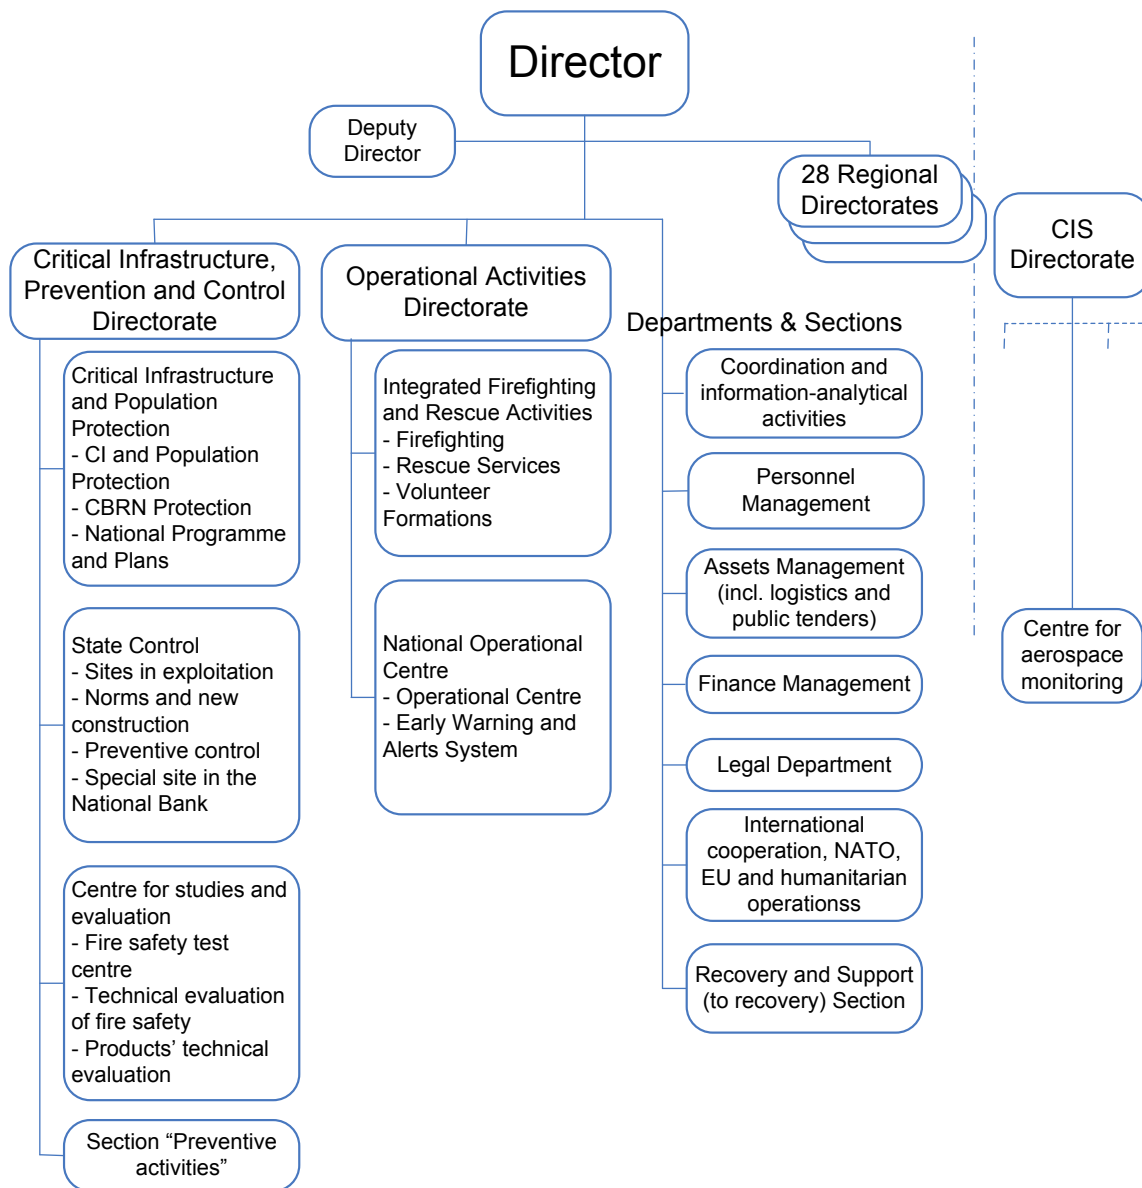 Director
Deputy
Director
28 Regional
Directorates
CIS
Directorate
Critical Infrastructure,
Prevention and Control
Directorate
Operational Activities
Directorate
Departments & Sections
Critical Infrastructure
and Population
Protection
- CI and Population
Protection
- CBRN Protection
- National Programme
and Plans
State Control
- Sites in exploitation
- Norms and new
construction
- Preventive control
- Special site in the
National Bank
Centre for studies and
evaluation
- Fire safety test
centre
- Technical evaluation
of fire safety
- Products’ technical
evaluation
Section “Preventive
activities”
Integrated Firefighting
and Rescue Activities
- Firefighting
- Rescue Services
- Volunteer
Formations
National Operational
Centre
- Operational Centre
- Early Warning and
Alerts System
Coordination and
information-analytical
activities
Personnel
Management
Assets Management
(incl. logistics and
public tenders)
Finance Management
Legal Department
International
cooperation, NATO,
EU and humanitarian
operationss
Recovery and Support
(to recovery) Section
Centre for
aerospace
monitoring